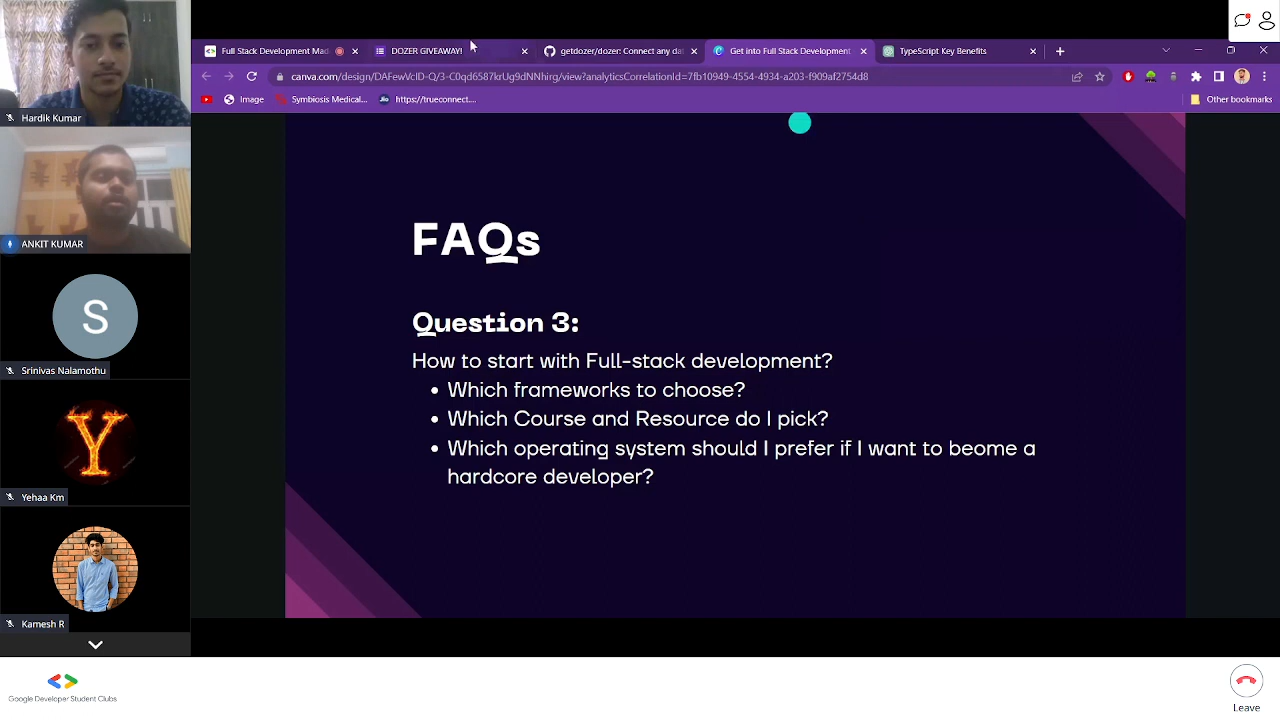 Full Stack Development Mad
DOZER GIVEAWAY!
getdozer/dozer: Connect any dat
Get into Full Stack Development
TypeScript Key Benefits
canva.com/design/DAFewVcID-Q/3-C0qd6587krUg9dNNhirg/view?analyticsCorrelationId=7fb10949-4554-4934-a203-f909af2754d8
Image
Symbiosis Medical...
Jio
https://trueconnect....
Other bookmarks
Hardik Kumar
ANKIT KUMAR
S
Srinivas Nalamothu
Y
Yehaa Km
Kamesh R
FAQs
Question 3:
How to start with Full-stack development?
• Which frameworks to choose?
• Which Course and Resource do I pick?
• Which operating system should I prefer if I want to beome a
hardcore developer?
Google Developer Student Clubs
Leave